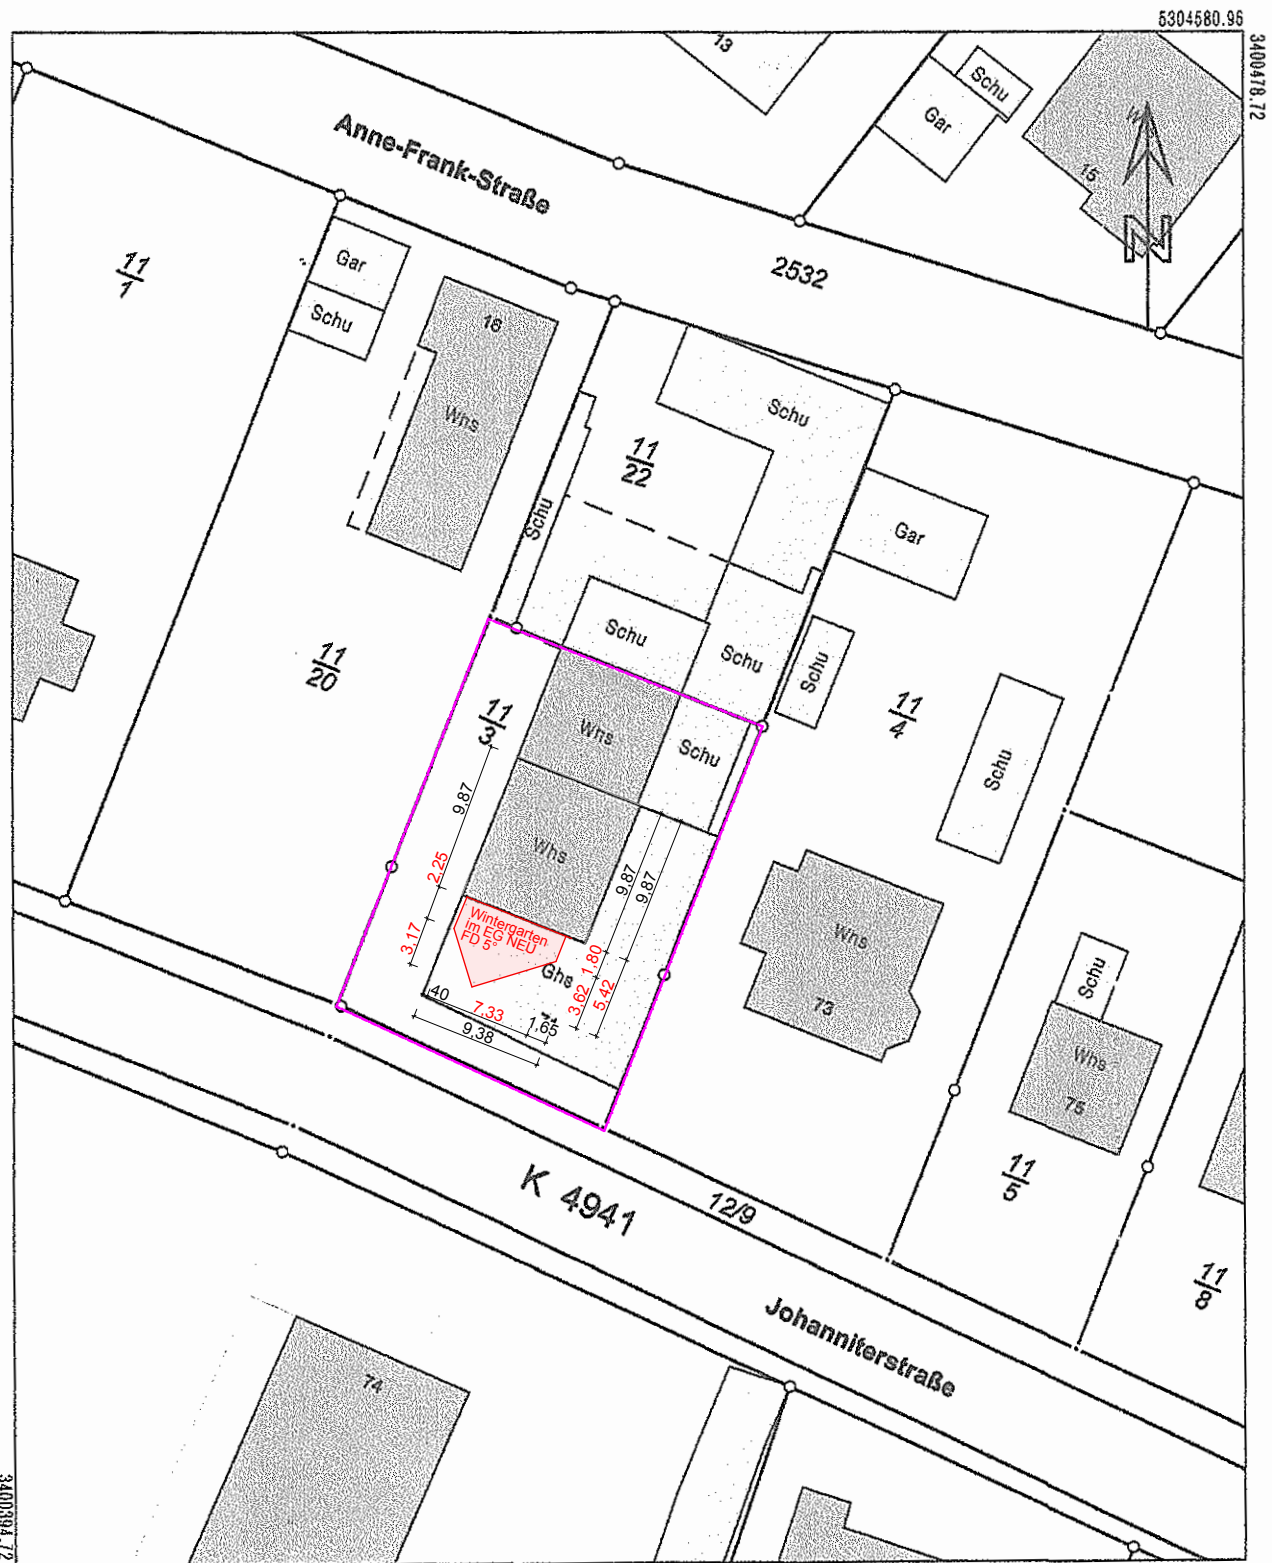 5304580.96
3400478.72
13
Schu
Gar
W
15
N
Anne-Frank-Straße
2532
11
1
Gar
Schu
18
Whs
Schu
11
22
Schu
Gar
Schu
Schu
Schu
11
20
11
3
Whs
Schu
11
4
Schu
9.87
Whs
9.87
9.87
2.25
3.17
Wintergarten
im EG NEU
FD 5°
Ghs
1.80
3.62
5.42
40
7.33
1.65
9.38
Whs
73
Schu
Whs
75
11
5
11
8
K 4941
12/9
Johanniterstraße
74
3400394.72